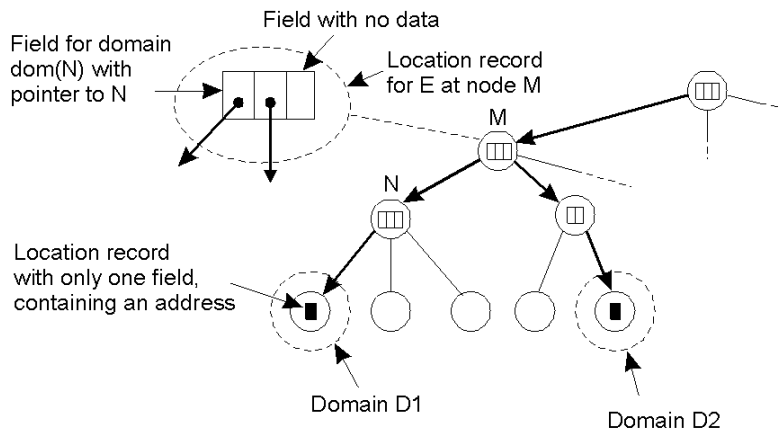 Field with no data
Field for domain
dom(N) with
pointer to N
Location record
for E at node M
M
N
Location record
with only one field,
containing an address
Domain D1
Domain D2